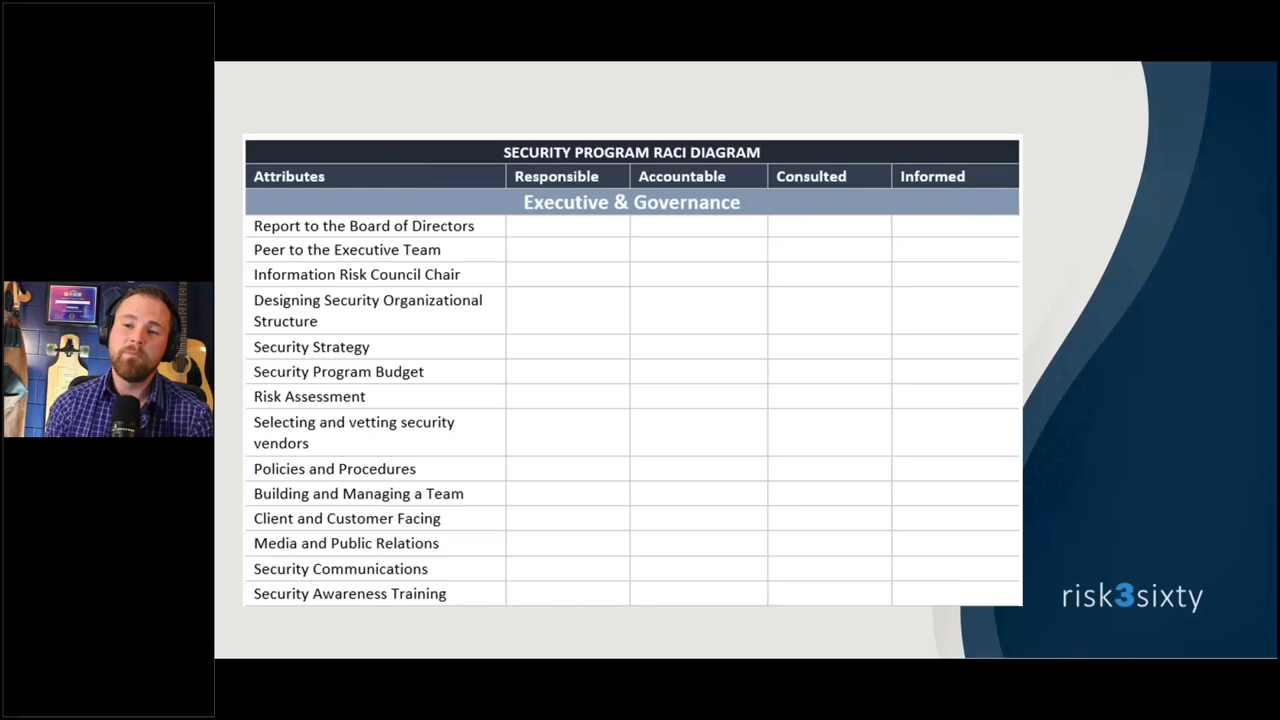 SECURITY PROGRAM RACI DIAGRAM
Attributes Responsible Accountable Consulted Informed
Executive & Governance
Report to the Board of Directors
Peer to the Executive Team
Information Risk Council Chair
Designing Security Organizational
Structure
Security Strategy
Security Program Budget
Risk Assessment
Selecting and vetting security
vendors
Policies and Procedures
Building and Managing a Team
Client and Customer Facing
Media and Public Relations
Security Communications
Security Awareness Training
risk3sixty